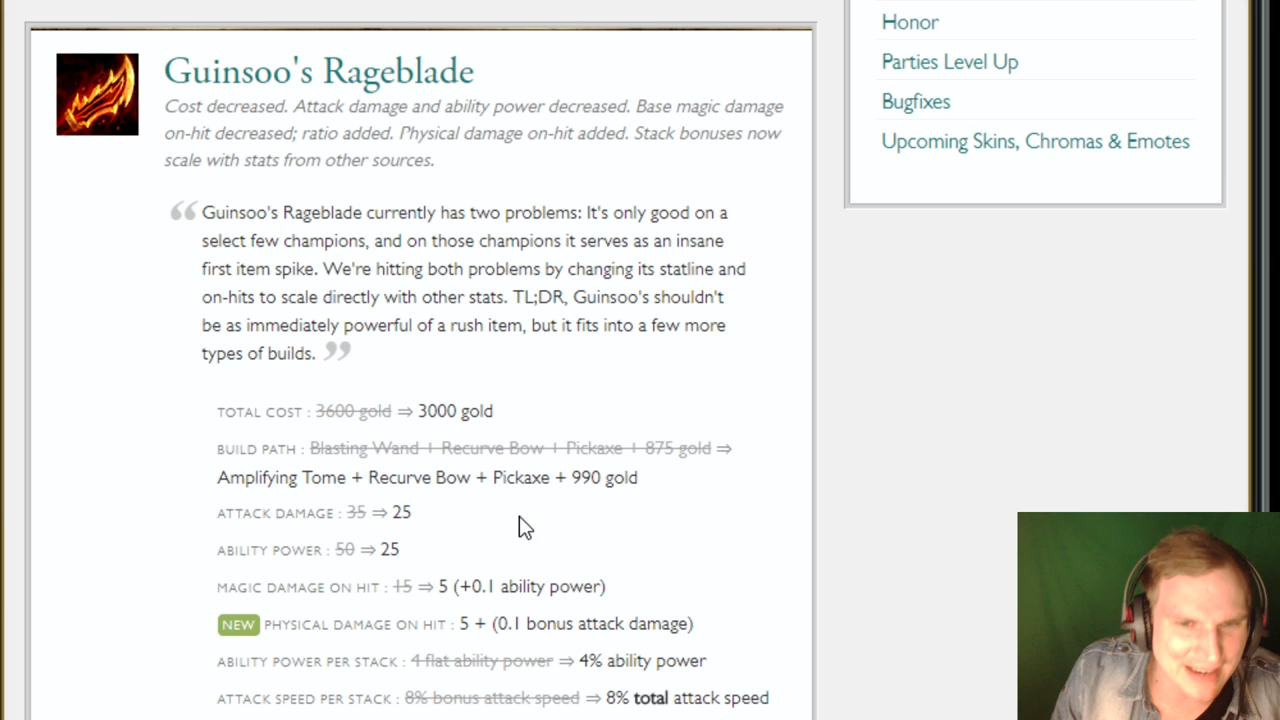 Guinsoo's Rageblade
Cost decreased. Attack damage and ability power decreased. Base magic damage
on-hit decreased; ratio added. Physical damage on-hit added. Stack bonuses now
scale with stats from other sources.
“ Guinsoo's Rageblade currently has two problems: It's only good on a
select few champions, and on those champions it serves as an insane
first item spike. We're hitting both problems by changing its statline and
on-hits to scale directly with other stats. TL;DR, Guinsoo's shouldn't
be as immediately powerful of a rush item, but it fits into a few more
types of builds. ”
TOTAL COST : 3600 gold ⇒ 3000 gold
BUILD PATH : Blasting Wand + Recurve Bow + Pickaxe + 875 gold ⇒
Amplifying Tome + Recurve Bow + Pickaxe + 990 gold
ATTACK DAMAGE : 35 ⇒ 25
ABILITY POWER : 50 ⇒ 25
MAGIC DAMAGE ON HIT : 15 ⇒ 5 (+0.1 ability power)
NEW PHYSICAL DAMAGE ON HIT : 5 + (0.1 bonus attack damage)
ABILITY POWER PER STACK : 4 flat ability power ⇒ 4% ability power
ATTACK SPEED PER STACK : 8% bonus attack speed ⇒ 8% total attack speed
Honor
Parties Level Up
Bugfixes
Upcoming Skins, Chromas & Emotes